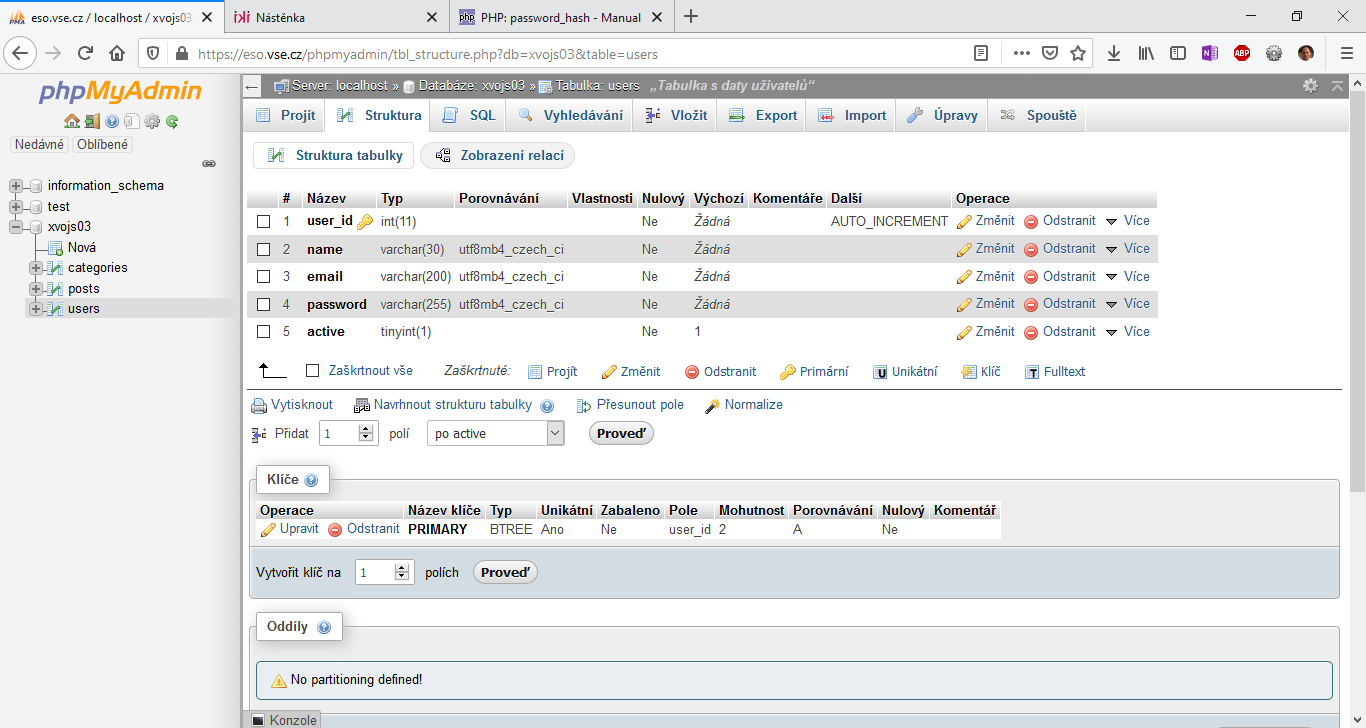 eso.vse.cz / localhost / xvojs03
Nástěnka
PHP: password_hash - Manual
https://eso.vse.cz/phpmyadmin/tbl_structure.php?db=xvojs03&table=users
phpMyAdmin
Nedávné Oblíbené
information_schema
test
xvojs03
Nová
categories
posts
users
Server: localhost » Databáze: xvojs03 » Tabulka: users „Tabulka s daty uživatelů“
Projít Struktura SQL Vyhledávání Vložit Export Import Úpravy Spouště
Struktura tabulky Zobrazení relací
# Název Typ Porovnávání Vlastnosti Nulový Výchozí Komentáře Další Operace
1 user_id int(11) Ne Žádná AUTO_INCREMENT Změnit Odstranit Více
2 name varchar(30) utf8mb4_czech_ci Ne Žádná Změnit Odstranit Více
3 email varchar(200) utf8mb4_czech_ci Ne Žádná Změnit Odstranit Více
4 password varchar(255) utf8mb4_czech_ci Ne Žádná Změnit Odstranit Více
5 active tinyint(1) Ne 1 Změnit Odstranit Více
Zaškrtnout vše Zaškrtnuté: Projít Změnit Odstranit Primární Unikátní Klíč Fulltext
Vytisknout Navrhnout strukturu tabulky Přesunout pole Normalize
Přidat 1 polí po active Proveď
Klíče
Operace Název klíče Typ Unikátní Zabaleno Pole Mohutnost Porovnávání Nulový Komentář
Upravit Odstranit PRIMARY BTREE Ano Ne user_id 2 A Ne
Vytvořit klíč na 1 polích Proveď
Oddíly
No partitioning defined!
Konzole